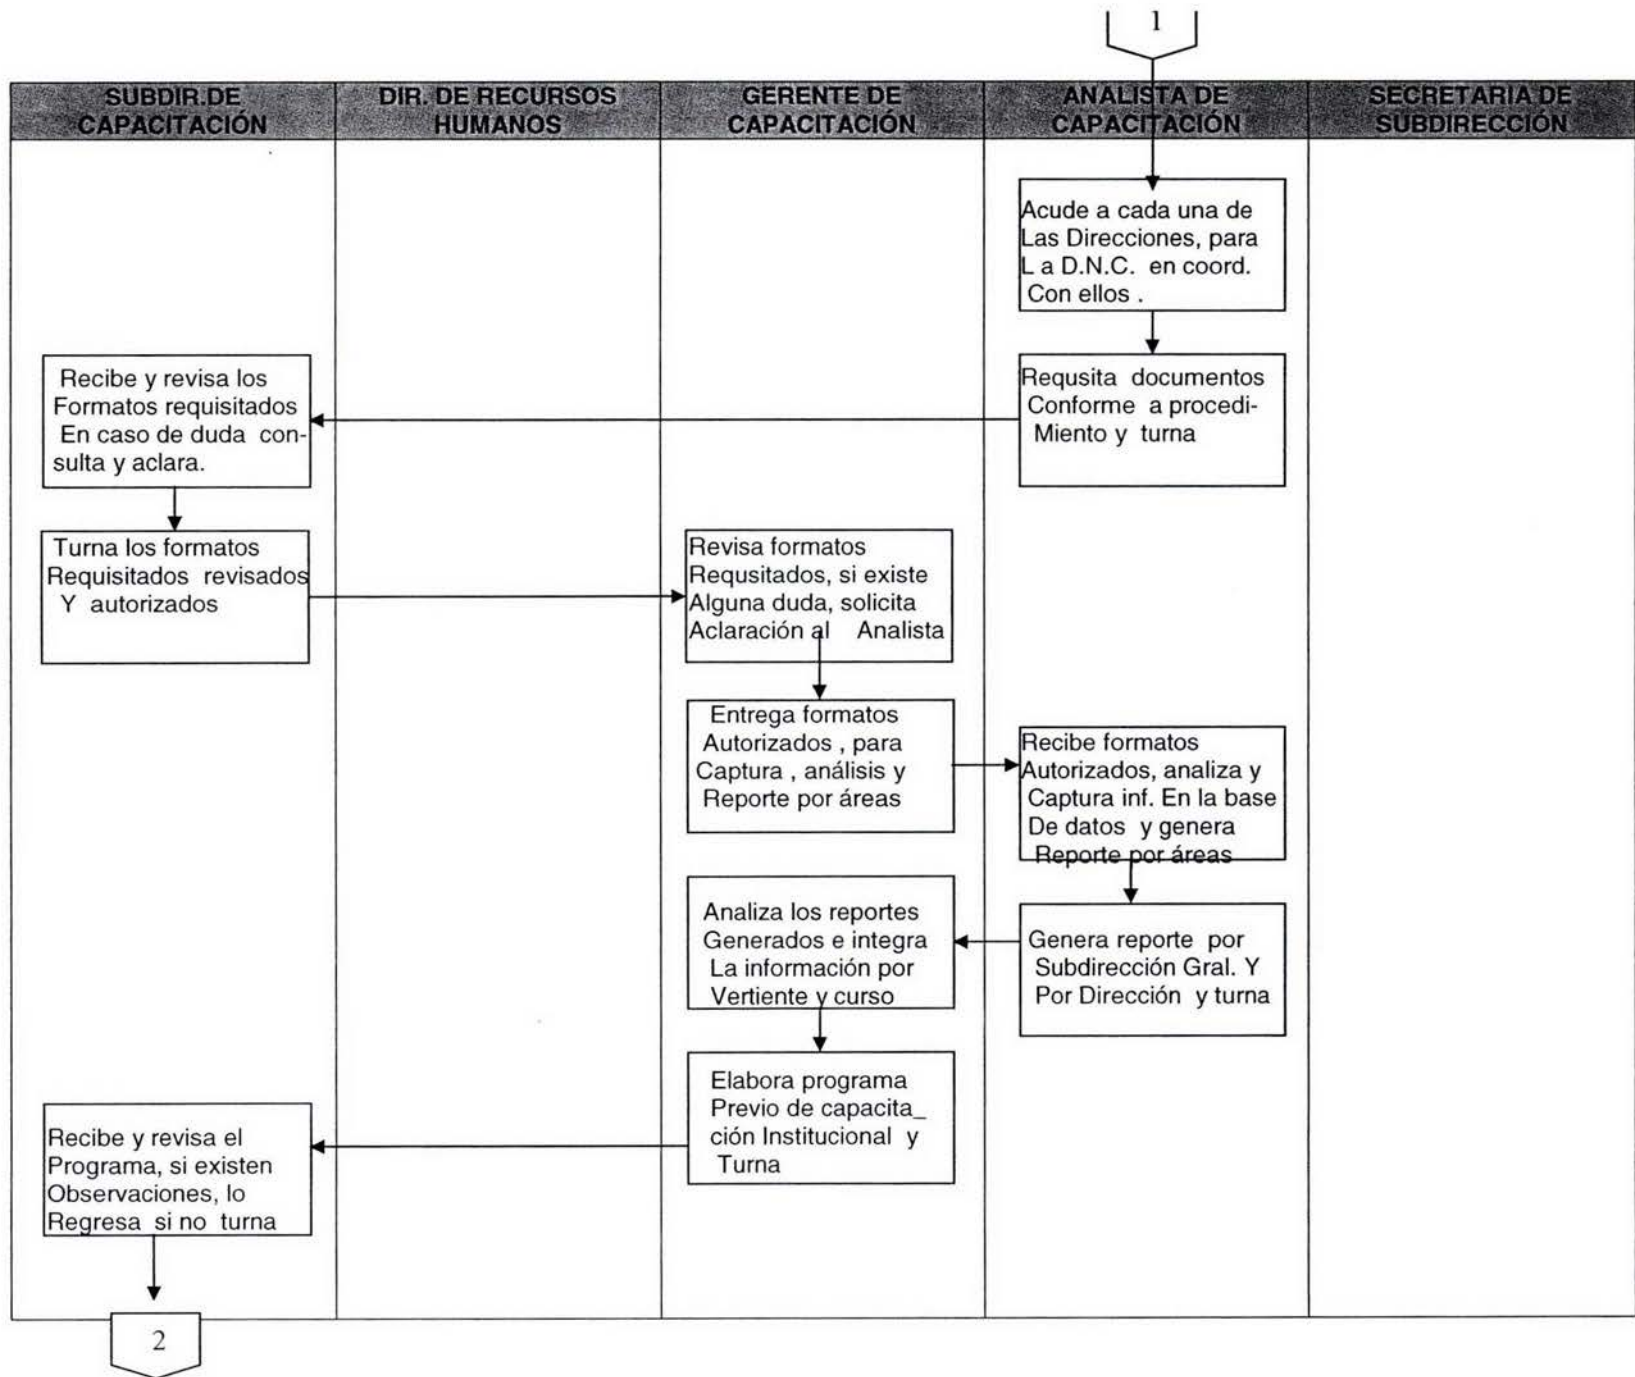 1
SUBDIR.DE
CAPACITACIÓN
DIR. DE RECURSOS
HUMANOS
GERENTE DE
CAPACITACIÓN
ANALISTA DE
CAPACITACIÓN
SECRETARIA DE
SUBDIRECCIÓN
Acude a cada una de
Las Direcciones, para
L a D.N.C. en coord.
Con ellos .
Requsita documentos
Conforme a procedi-
Miento y turna
Recibe y revisa los
Formatos requisitados
En caso de duda con-
sulta y aclara.
Turna los formatos
Requisitados revisados
Y autorizados
Revisa formatos
Requsitados, si existe
Alguna duda, solicita
Aclaración al Analista
Entrega formatos
Autorizados , para
Captura , análisis y
Reporte por áreas
Recibe formatos
Autorizados, analiza y
Captura inf. En la base
De datos y genera
Reporte por áreas
Genera reporte por
Subdirección Gral. Y
Por Dirección y turna
Analiza los reportes
Generados e integra
La información por
Vertiente y curso
Elabora programa
Previo de capacita_
ción Institucional y
Turna
Recibe y revisa el
Programa, si existen
Observaciones, lo
Regresa si no turna
2